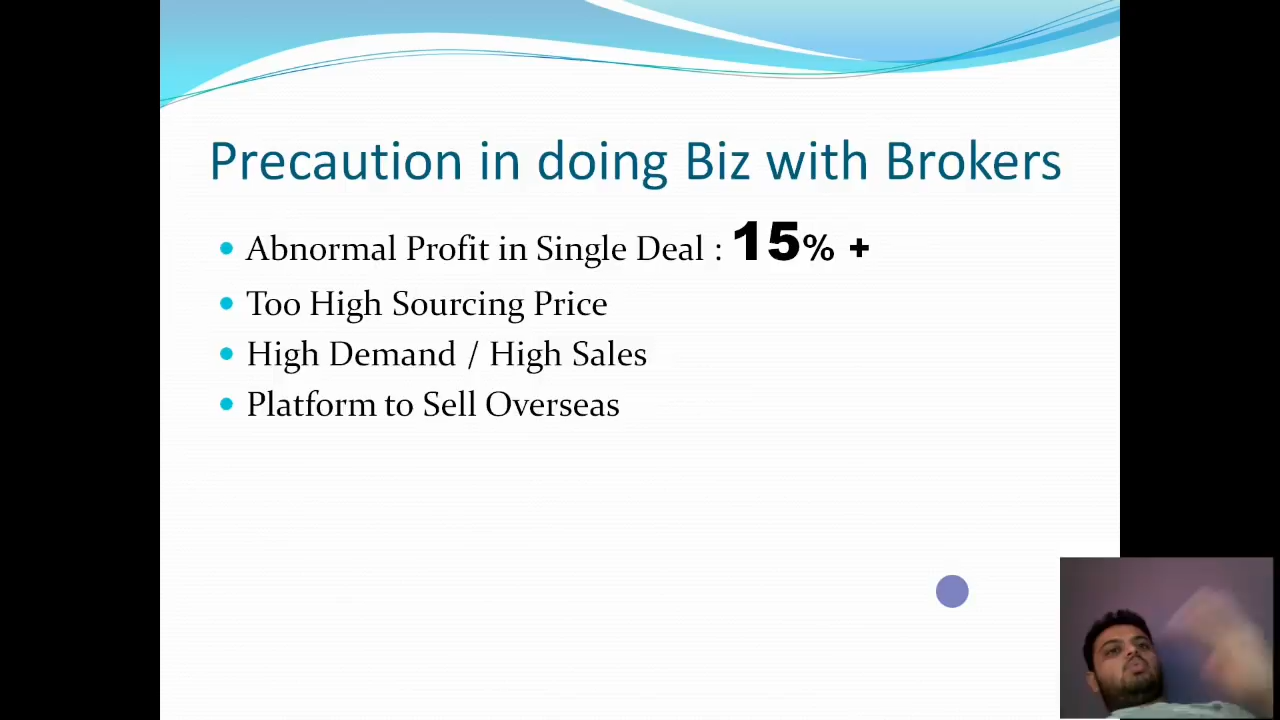 Precaution in doing Biz with Brokers
Abnormal Profit in Single Deal : 15% +
Too High Sourcing Price
High Demand / High Sales
Platform to Sell Overseas